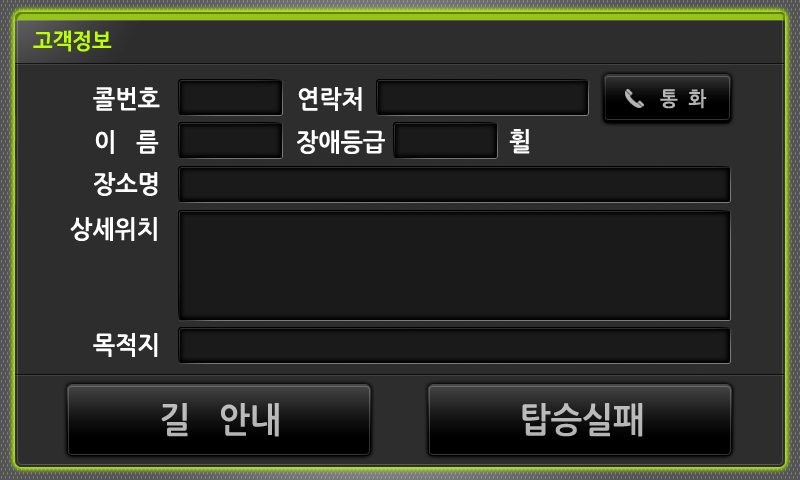 고객정보
콜번호 연락처 통 화
이 름 장애등급 휠
장소명
상세위치
목적지
길 안내 탑승실패